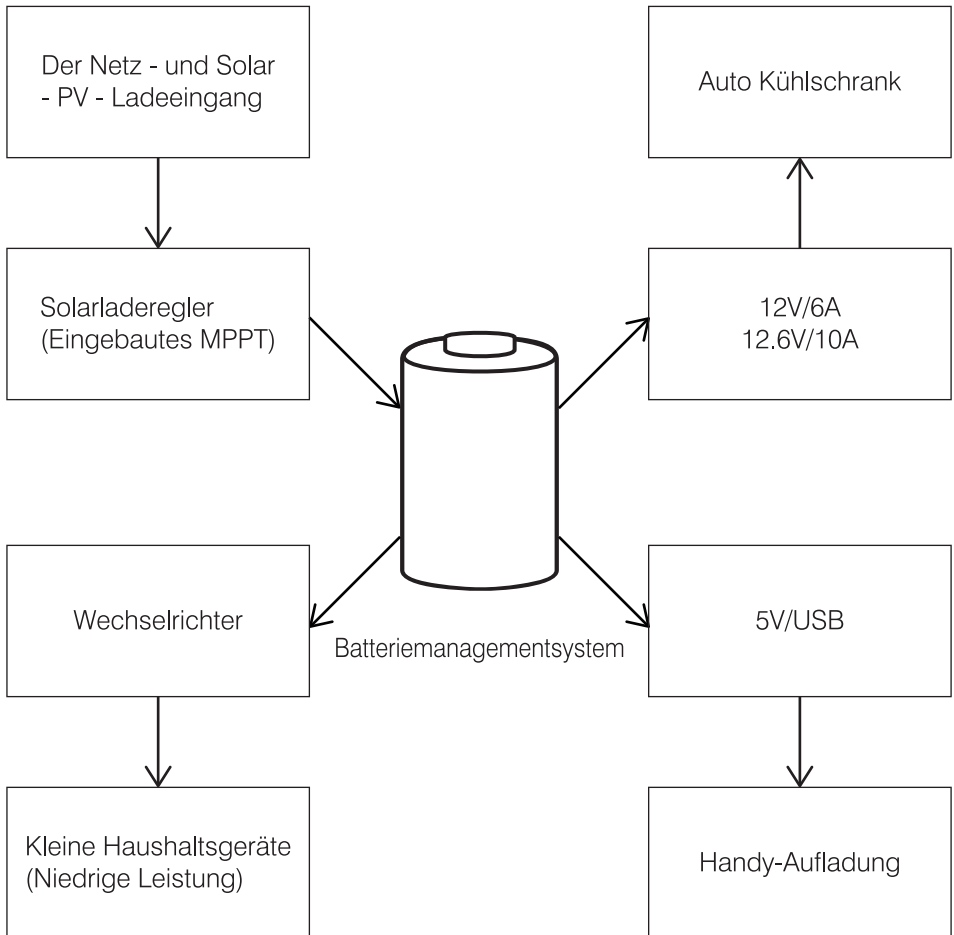 Der Netz - und Solar
- PV - Ladeeingang
Auto Kühlschrank
Solarladeregler
(Eingebautes MPPT)
12V/6A
12.6V/10A
Wechselrichter
Batteriemanagementsystem
5V/USB
Kleine Haushaltsgeräte
(Niedrige Leistung)
Handy-Aufladung